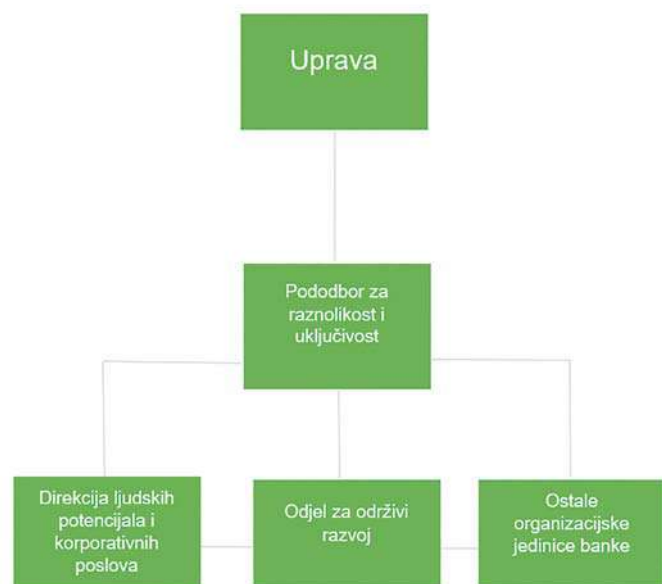 Uprava
Pododbor za
raznolikost i
uključivost
Direkcija ljudskih
potencijala i
korporativnih
poslova
Odjel za održivi
razvoj
Ostale
organizacijske
jedinice banke